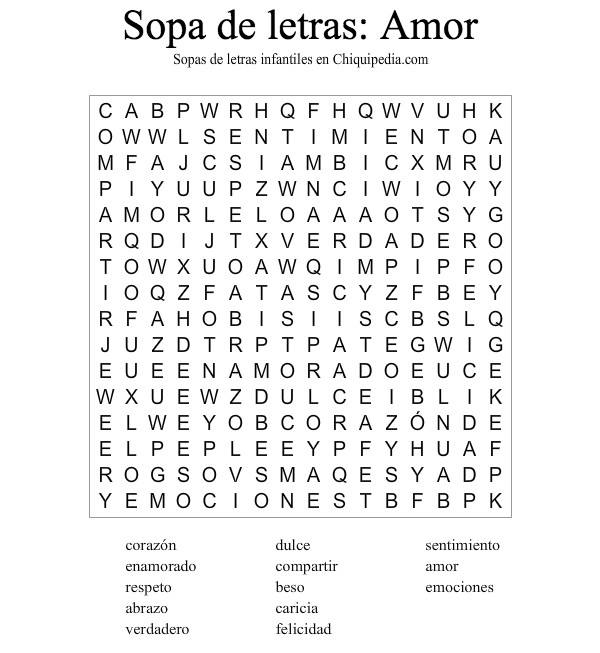 Sopa de letras: Amor
Sopas de letras infantiles en Chiquipedia.com
C A B P W R H Q F H Q W V U H K
O W W L S E N T I M I E N T O A
M F A J C S I A M B I C X M R U
P I Y U U P Z W N C I W I O Y Y
A M O R L E L O A A A O T S Y G
R Q D I J T X V E R D A D E R O
T O W X U O A W Q I M P I P F O
I O Q Z F A T A S C Y Z F B E Y
R F A H O B I S I I S C B S L Q
J U Z D T R P T P A T E G W I G
E U E E N A M O R A D O E U C E
W X U E W Z D U L C E I B L I K
E L W E Y O B C O R A Z Ó N D E
E L P E P L E E Y P F Y H U A F
R O G S O V S M A Q E S Y A D P
Y E M O C I O N E S T B F B P K
corazón dulce sentimiento
enamorado compartir amor
respeto beso emociones
abrazo caricia
verdadero felicidad